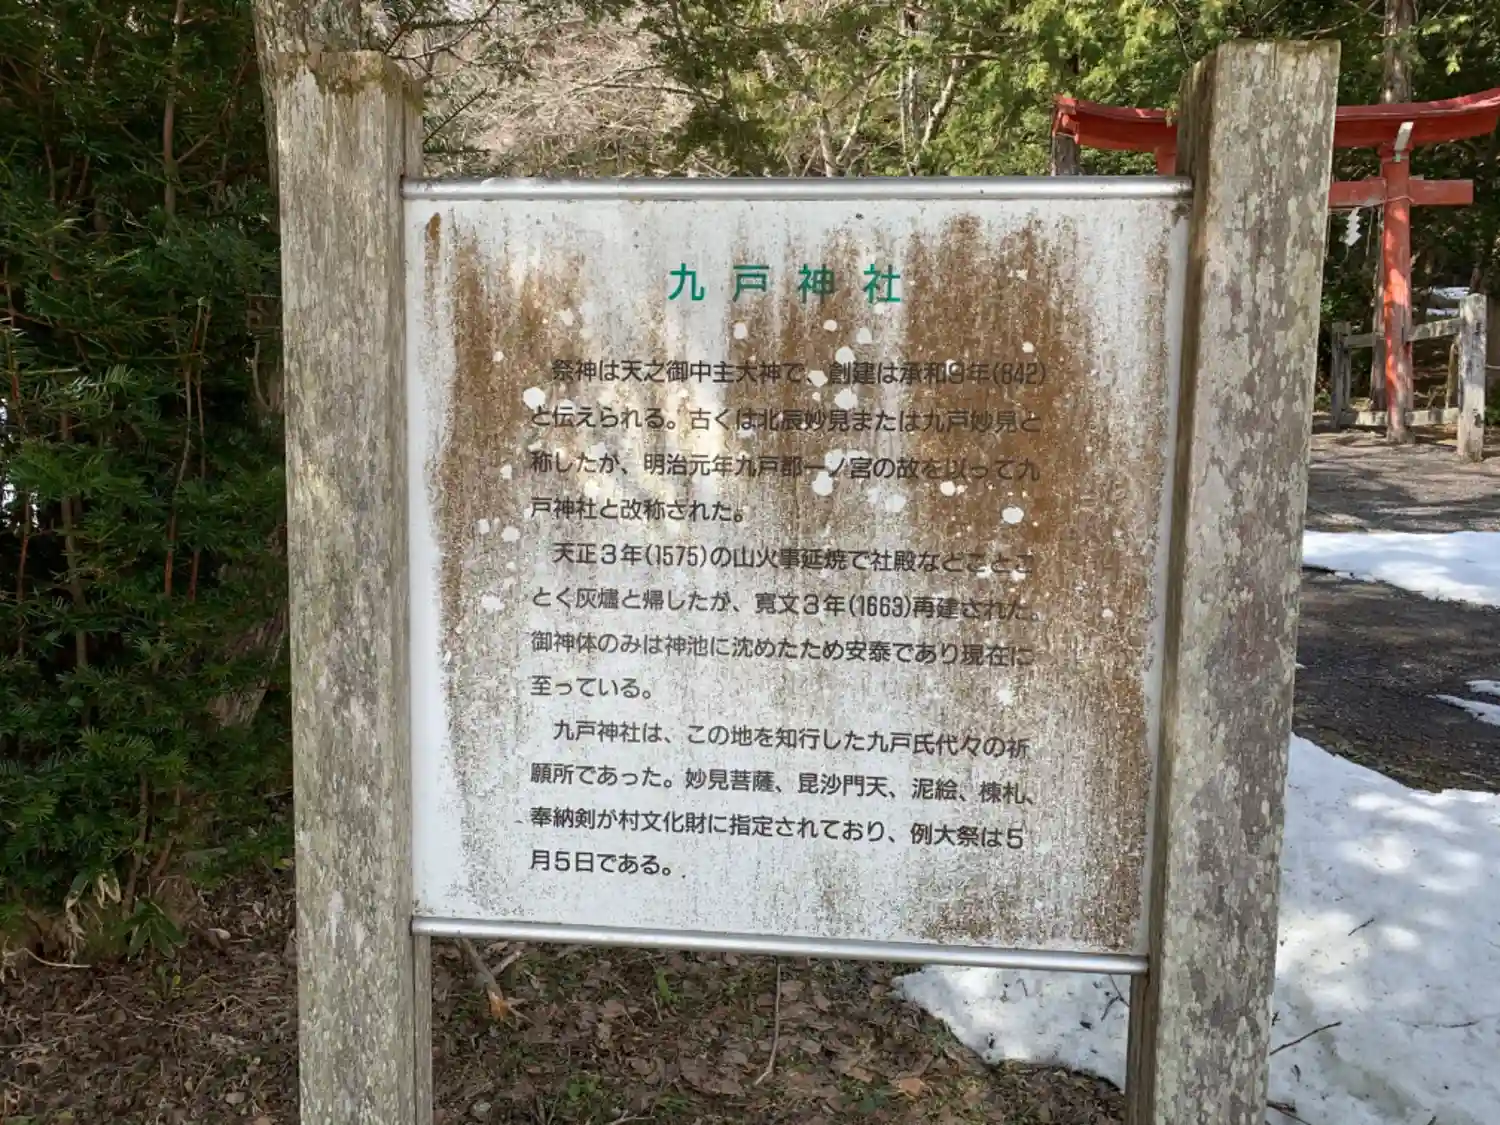 九戸神社
祭神は天之御中主大神で、創建は承和9年(842)
と伝えられる。古くは北辰妙見または九戸妙見と
称したが、明治元年九戸郡一ノ宮の故を以って九
戸神社と改称された。
天正3年(1575)の山火事延焼で社殿などことご
とく灰燼と帰したが、寛文3年(1663)再建された。
御神体のみは神池に沈めたため安泰であり現在に
至っている。
九戸神社は、この地を知行した九戸氏代々の祈
願所であった。妙見菩薩、昆沙門天、泥絵、棟札、
奉納剣が村文化財に指定されており、例大祭は5
月5日である。